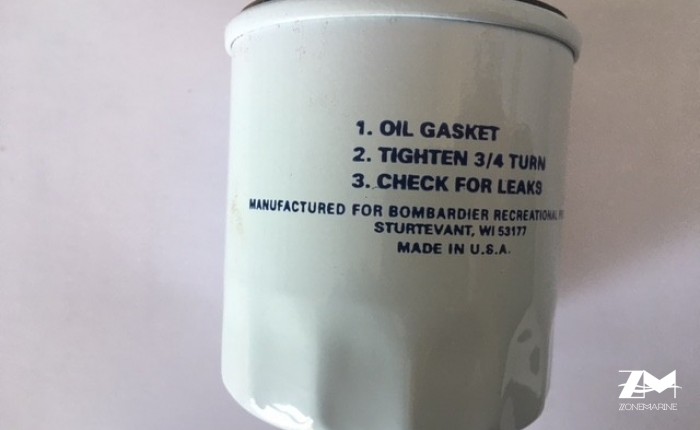 1. OIL GASKET
2. TIGHTEN 3/4 TURN
3. CHECK FOR LEAKS
MANUFACTURED FOR BOMBARDIER RECREATIONAL
STURTEVANT, WI 53177
MADE IN U.S.A.
ZM
ZONEMARINE